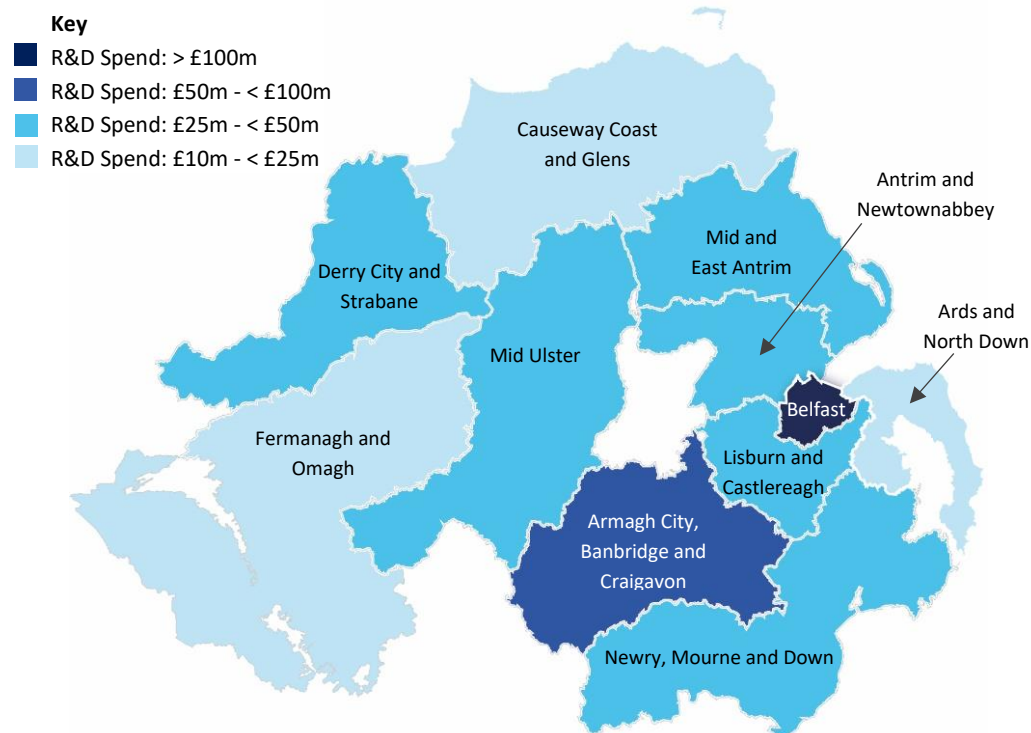 Key
R&D Spend: > £100m
R&D Spend: £50m - < £100m
R&D Spend: £25m - < £50m
R&D Spend: £10m - < £25m
Causeway Coast
and Glens
Antrim and
Newtownabbey
Mid and
East Antrim
Derry City and
Strabane
Ards and
North Down
Mid Ulster
Belfast
Fermanagh and
Omagh
Lisburn and
Castlereagh
Armagh City,
Banbridge and
Craigavon
Newry, Mourne and Down